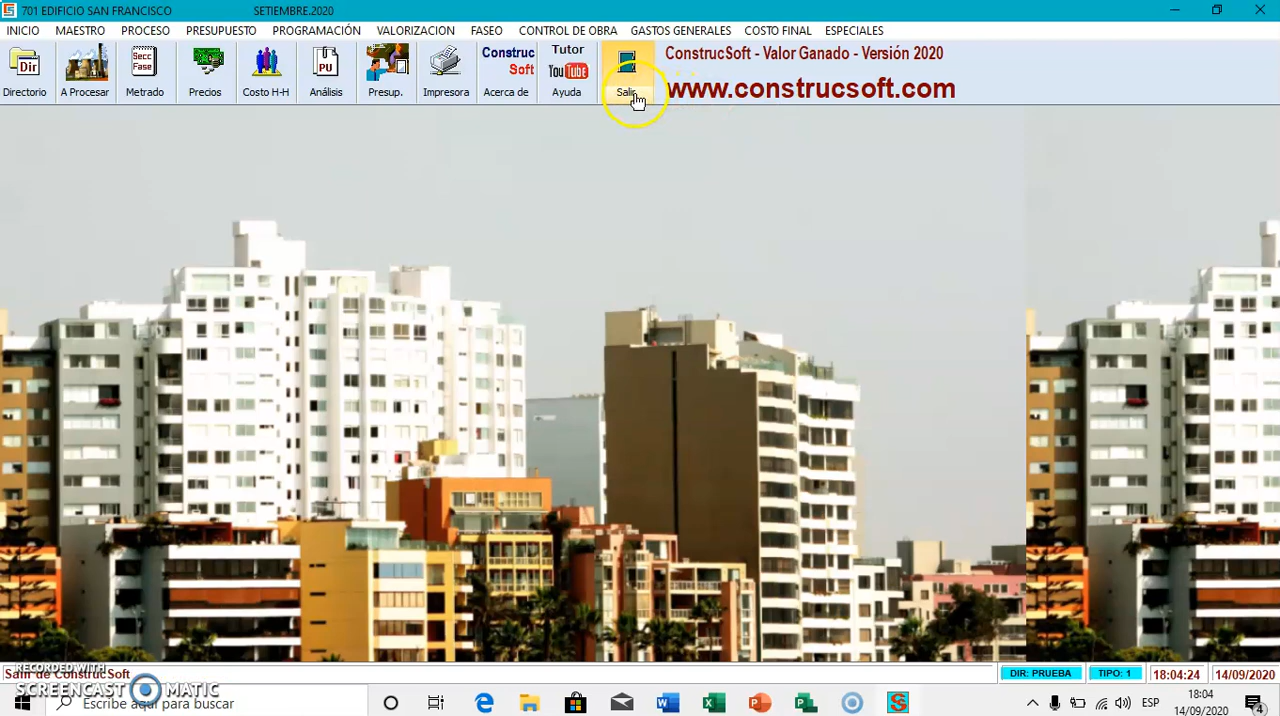 701 EDIFICIO SAN FRANCISCO SETIEMBRE.2020
INICIO MAESTRO PROCESO PRESUPUESTO PROGRAMACIÓN VALORIZACION FASEO CONTROL DE OBRA GASTOS GENERALES COSTO FINAL ESPECIALES
Dir
Secc
Fase
PU
Construc
Soft
Tutor
YouTube
Directorio A Procesar Metrado Precios Costo H-H Análisis Presup. Impresora Acerca de Ayuda Salir
ConstrucSoft - Valor Ganado - Versión 2020
www.construcsoft.com
Salir de ConstrucSoft
DIR: PRUEBA TIPO: 1 18:04:24 14/09/2020
RECORDED WITH
SCREENCAST MATIC
Escribe aquí para buscar
ESP
18:04
14/09/2020
4